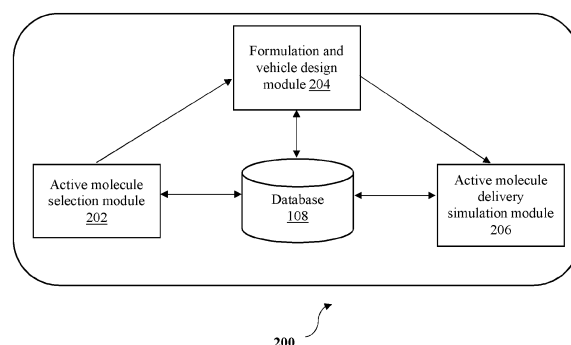 Formulation and
vehicle design
module 204
Active molecule
selection module 202
Database
108
Active molecule
delivery
simulation module
206
200